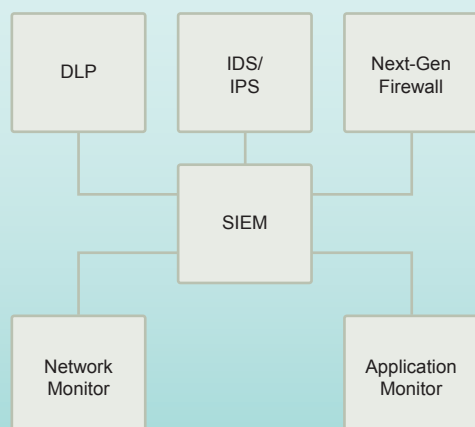 DLP
IDS/
IPS
Next-Gen
Firewall
SIEM
Network
Monitor
Application
Monitor